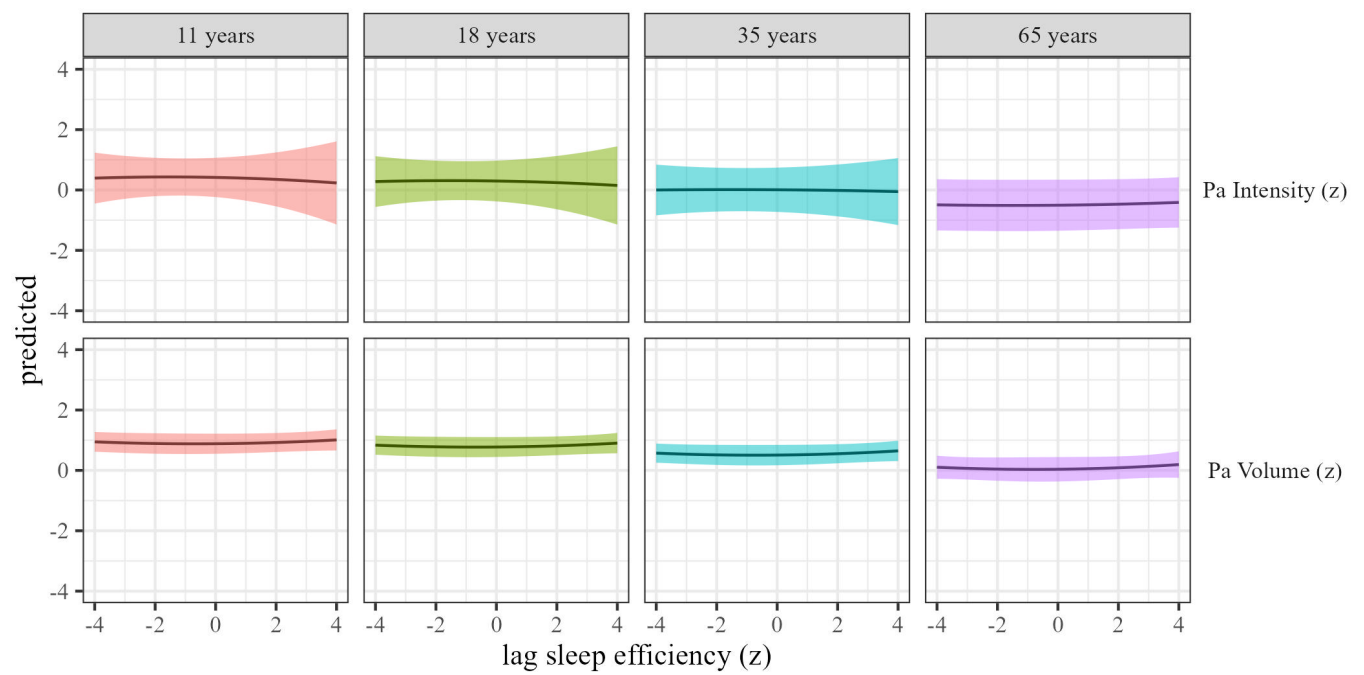 11 years
18 years
35 years
65 years
4
2
0
-2
-4
Pa Intensity (z)
predicted
4
2
0
-2
-4
Pa Volume (z)
-4 -2 0 2 4
-4 -2 0 2 4
-4 -2 0 2 4
-4 -2 0 2 4
lag sleep efficiency (z)